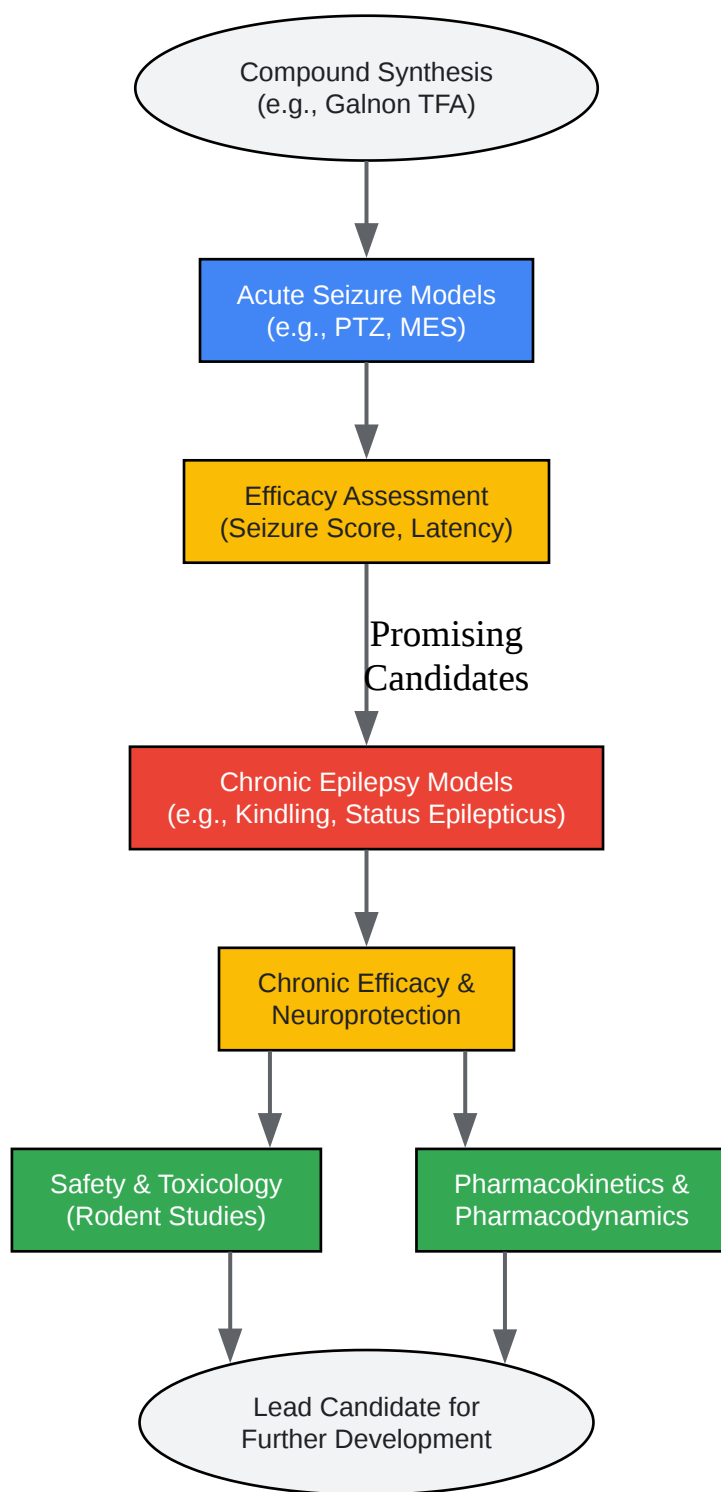 Compound Synthesis
(e.g., Galnon TFA)
Acute Seizure Models
(e.g., PTZ, MES)
Efficacy Assessment
(Seizure Score, Latency)
Promising
Candidates
Chronic Epilepsy Models
(e.g., Kindling, Status Epilepticus)
Chronic Efficacy &
Neuroprotection
Safety & Toxicology
(Rodent Studies)
Pharmacokinetics &
Pharmacodynamics
Lead Candidate for
Further Development